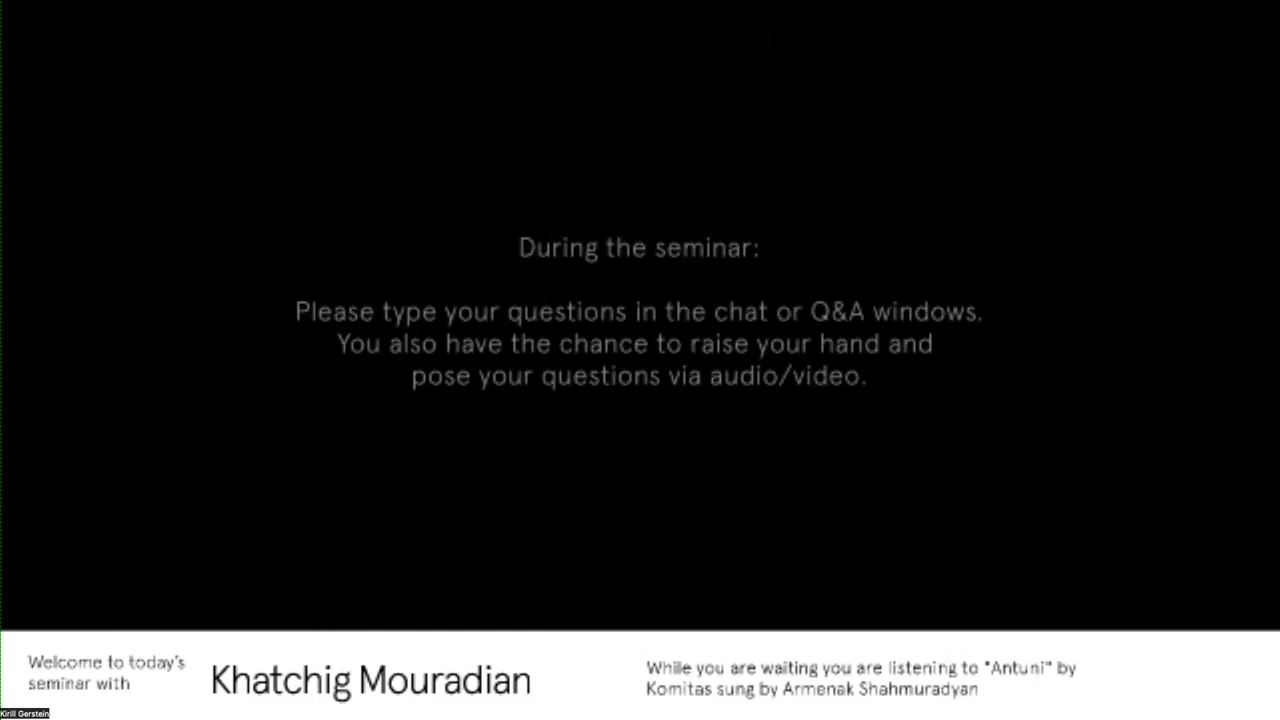 During the seminar:
Please type your questions in the chat or Q&A windows.
You also have the chance to raise your hand and
pose your questions via audio/video.
Welcome to today's
seminar with
Khatchig Mouradian
While you are waiting you are listening to "Antuni" by
Komitas sung by Armenak Shahmuradyan
Kirill Gerstein